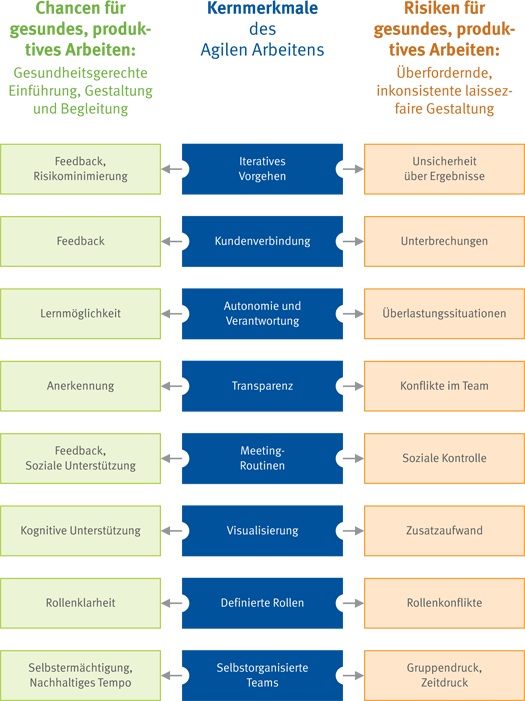 Chancen für
gesundes, produk-
tives Arbeiten:
Gesundheitsgerechte
Einführung, Gestaltung
und Begleitung
Kernmerkmale
des
Agilen Arbeitens
Risiken für
gesundes, produk-
tives Arbeiten:
Überfordernde,
inkonsistente laissez-
faire Gestaltung
Feedback,
Risikominimierung
Iteratives
Vorgehen
Unsicherheit
über Ergebnisse
Feedback
Kundenverbindung
Unterbrechungen
Lernmöglichkeit
Autonomie und
Verantwortung
Überlastungssituationen
Anerkennung
Transparenz
Konflikte im Team
Feedback,
Soziale Unterstützung
Meeting-
Routinen
Soziale Kontrolle
Kognitive Unterstützung
Visualisierung
Zusatzaufwand
Rollenklarheit
Definierte Rollen
Rollenkonflikte
Selbstermächtigung,
Nachhaltiges Tempo
Selbstorganisierte
Teams
Gruppendruck,
Zeitdruck